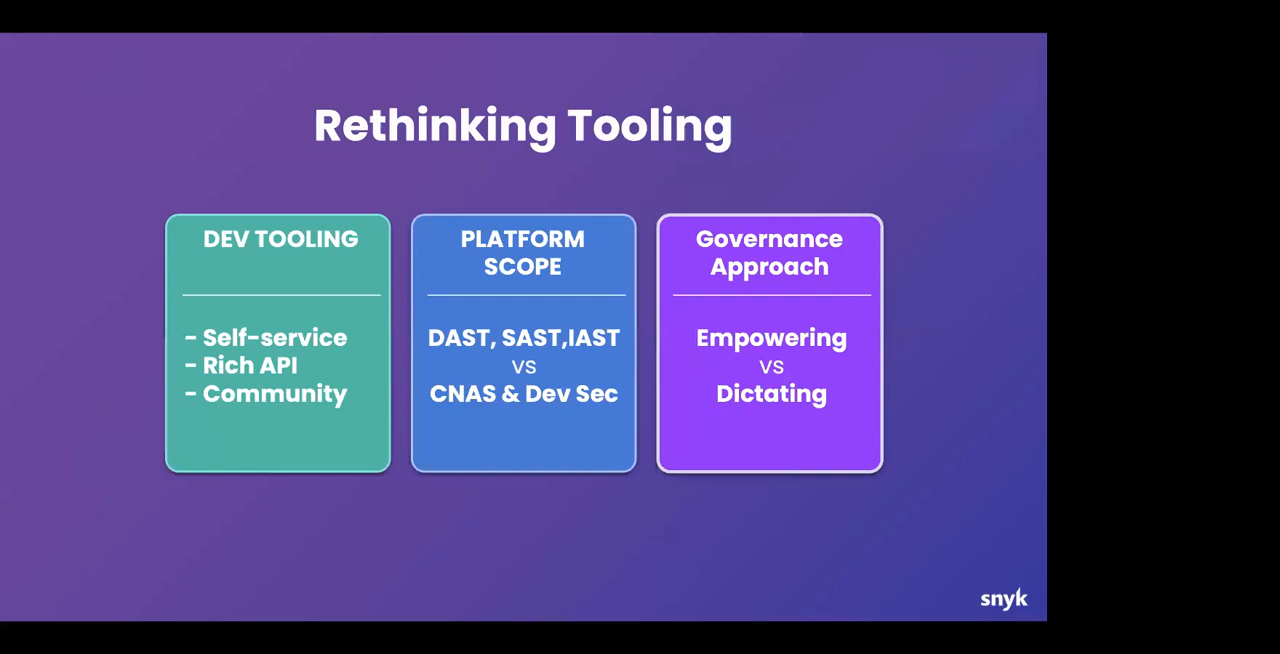 Rethinking Tooling
DEV TOOLING
- Self-service
- Rich API
- Community
PLATFORM
SCOPE
DAST, SAST,IAST
VS
CNAS & Dev Sec
Governance
Approach
Empowering
VS
Dictating
snyk